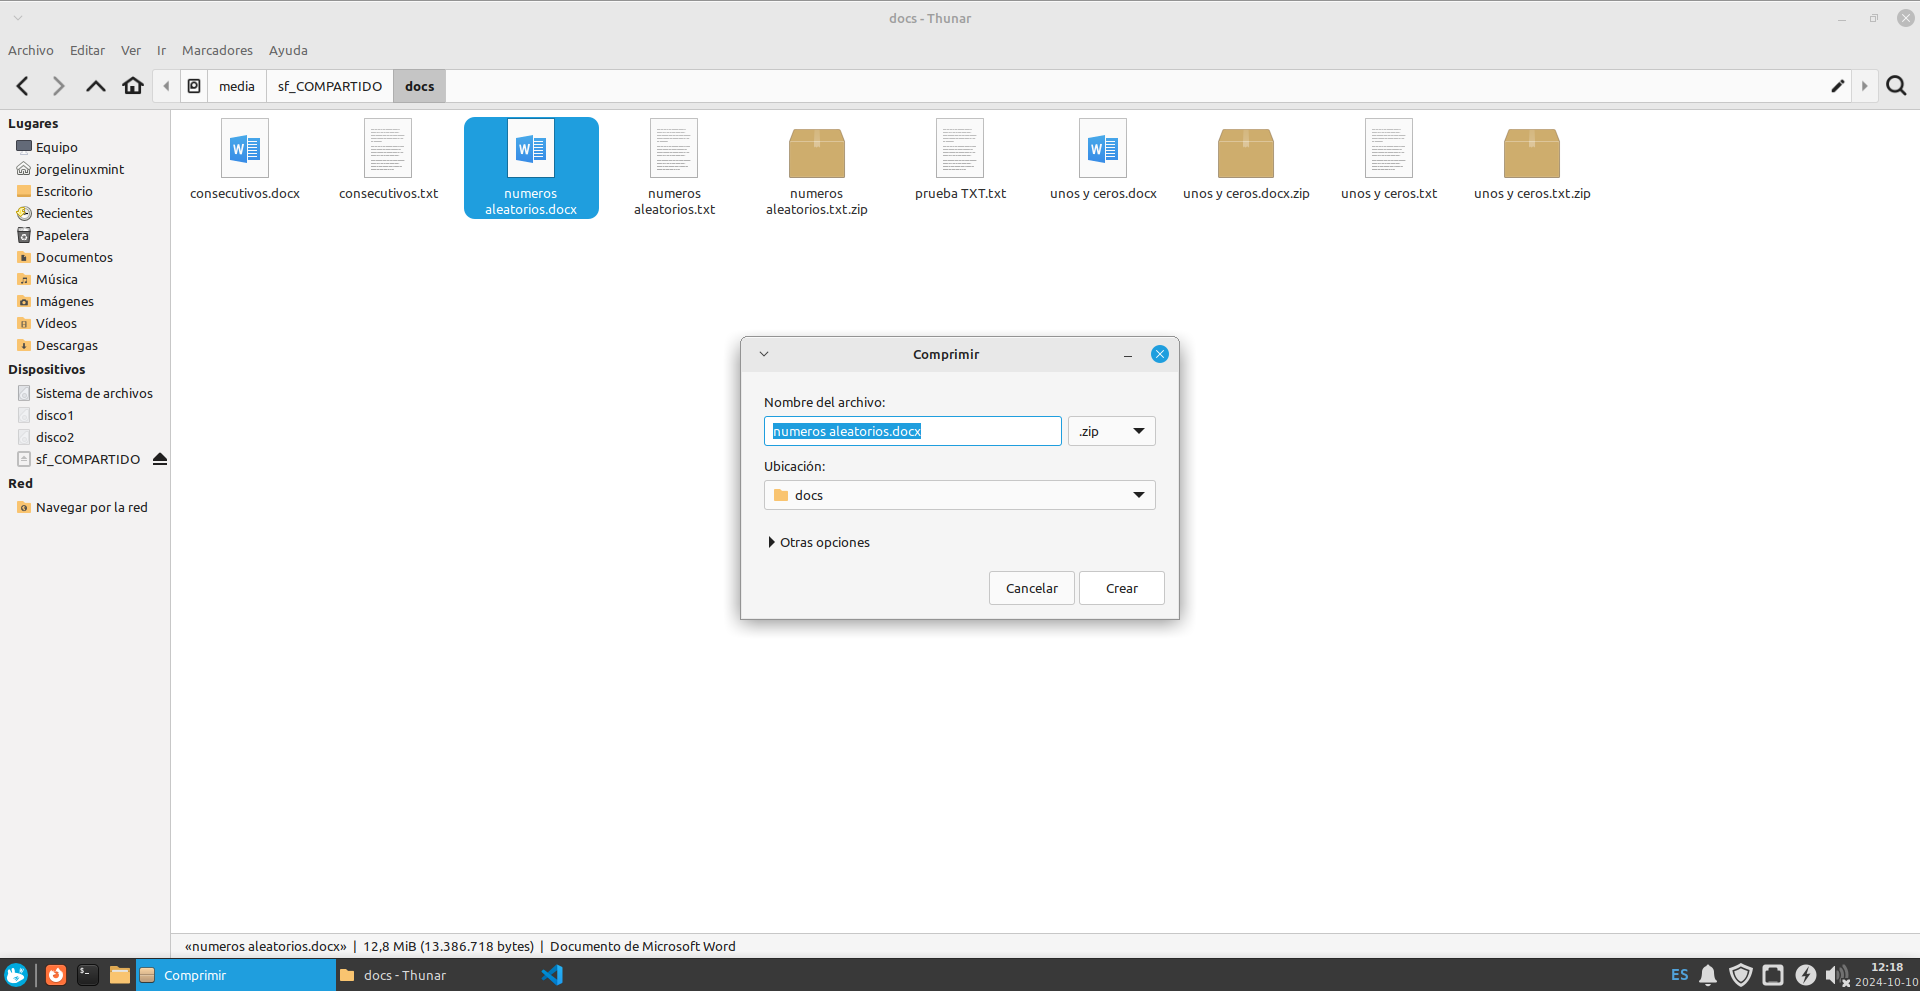 docs - Thunar
Archivo Editar Ver Ir Marcadores Ayuda
media sf_COMPARTIDO docs
Lugares
Equipo
jorgelinuxmint
Escritorio
Recientes
Papelera
Documentos
Música
Imágenes
Vídeos
Descargas
Dispositivos
Sistema de archivos
disco1
disco2
sf_COMPARTIDO
Red
Navegar por la red
consecutivos.docx
consecutivos.txt
numeros
aleatorios.docx
numeros
aleatorios.txt
numeros
aleatorios.txt.zip
prueba TXT.txt
unos y ceros.docx
unos y ceros.docx.zip
unos y ceros.txt
unos y ceros.txt.zip
Comprimir
Nombre del archivo:
numeros aleatorios.docx .zip
Ubicación:
docs
Otras opciones
Cancelar Crear
«numeros aleatorios.docx» | 12,8 MiB (13.386.718 bytes) | Documento de Microsoft Word
Comprimir docs - Thunar ES 12:18
2024-10-10